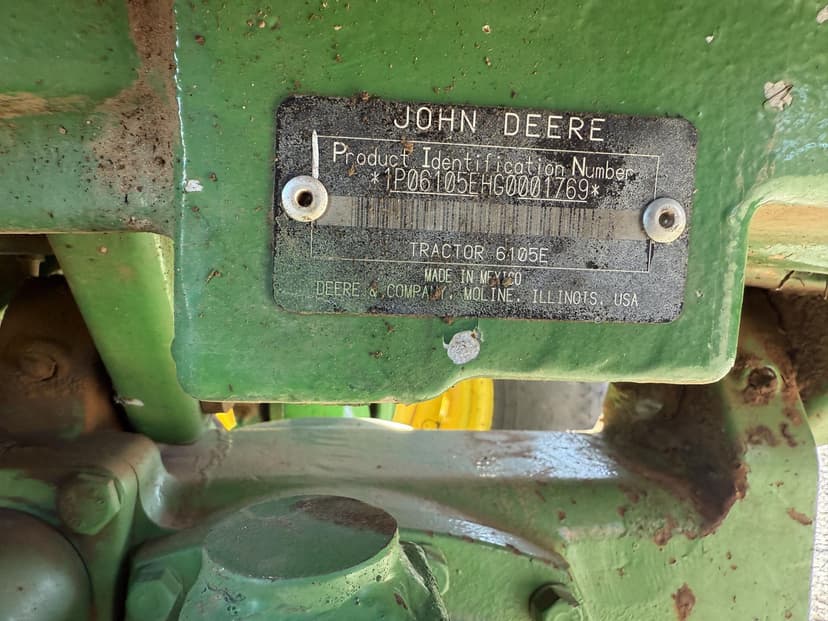 JOHN DEERE
Product Identification Number
*1P06105EHG0001769*
TRACTOR 6105E
MADE IN MEXICO
DEERE & COMPANY, MOLINE, ILLINOIS, USA